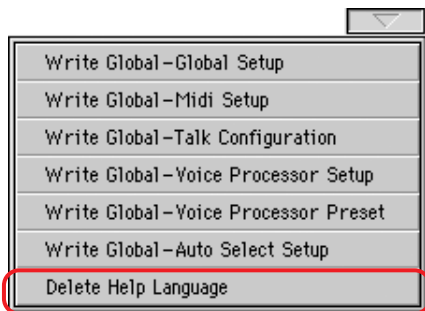 Write Global-Global Setup
Write Global-Midi Setup
Write Global-Talk Configuration
Write Global-Voice Processor Setup
Write Global-Voice Processor Preset
Write Global-Auto Select Setup
Delete Help Language